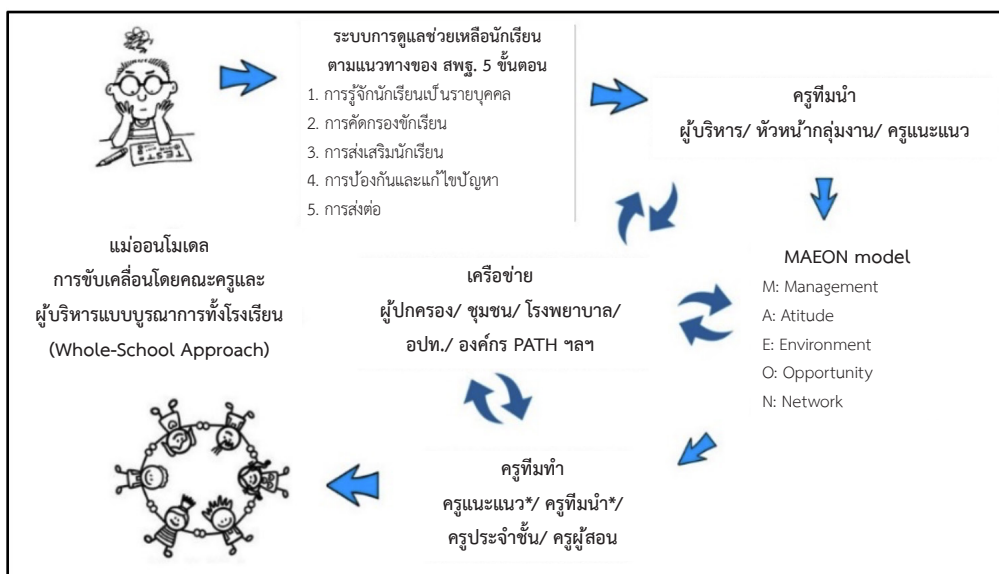 ระบบการดูแลช่วยเหลือนักเรียน
ตามแนวทางของ สพฐ. 5 ขั้นตอน
1. การรู้จักนักเรียนเป็นรายบุคคล
2. การคัดกรองขักเรียน
3. การส่งเสริมนักเรียน
4. การป้องกันและแก้ไขปัญหา
5. การส่งต่อ
ครูทีมนำ
ผู้บริหาร/ หัวหน้ากลุ่มงาน/ ครูแนะแนว
TEST
แม่ออนโมเดล
การขับเคลื่อนโดยคณะครูและ
ผู้บริหารแบบบูรณาการทั้งโรงเรียน
(Whole-School Approach)
เครือข่าย
ผู้ปกครอง/ ชุมชน/ โรงพยาบาล/
อปท./ องค์กร PATH ฯลฯ
MAEON model
M: Management
A: Atitude
E: Environment
O: Opportunity
N: Network
ครูทีมทำ
ครูแนะแนว*/ ครูทีมนำ*/
ครูประจำชั้น/ ครูผู้สอน